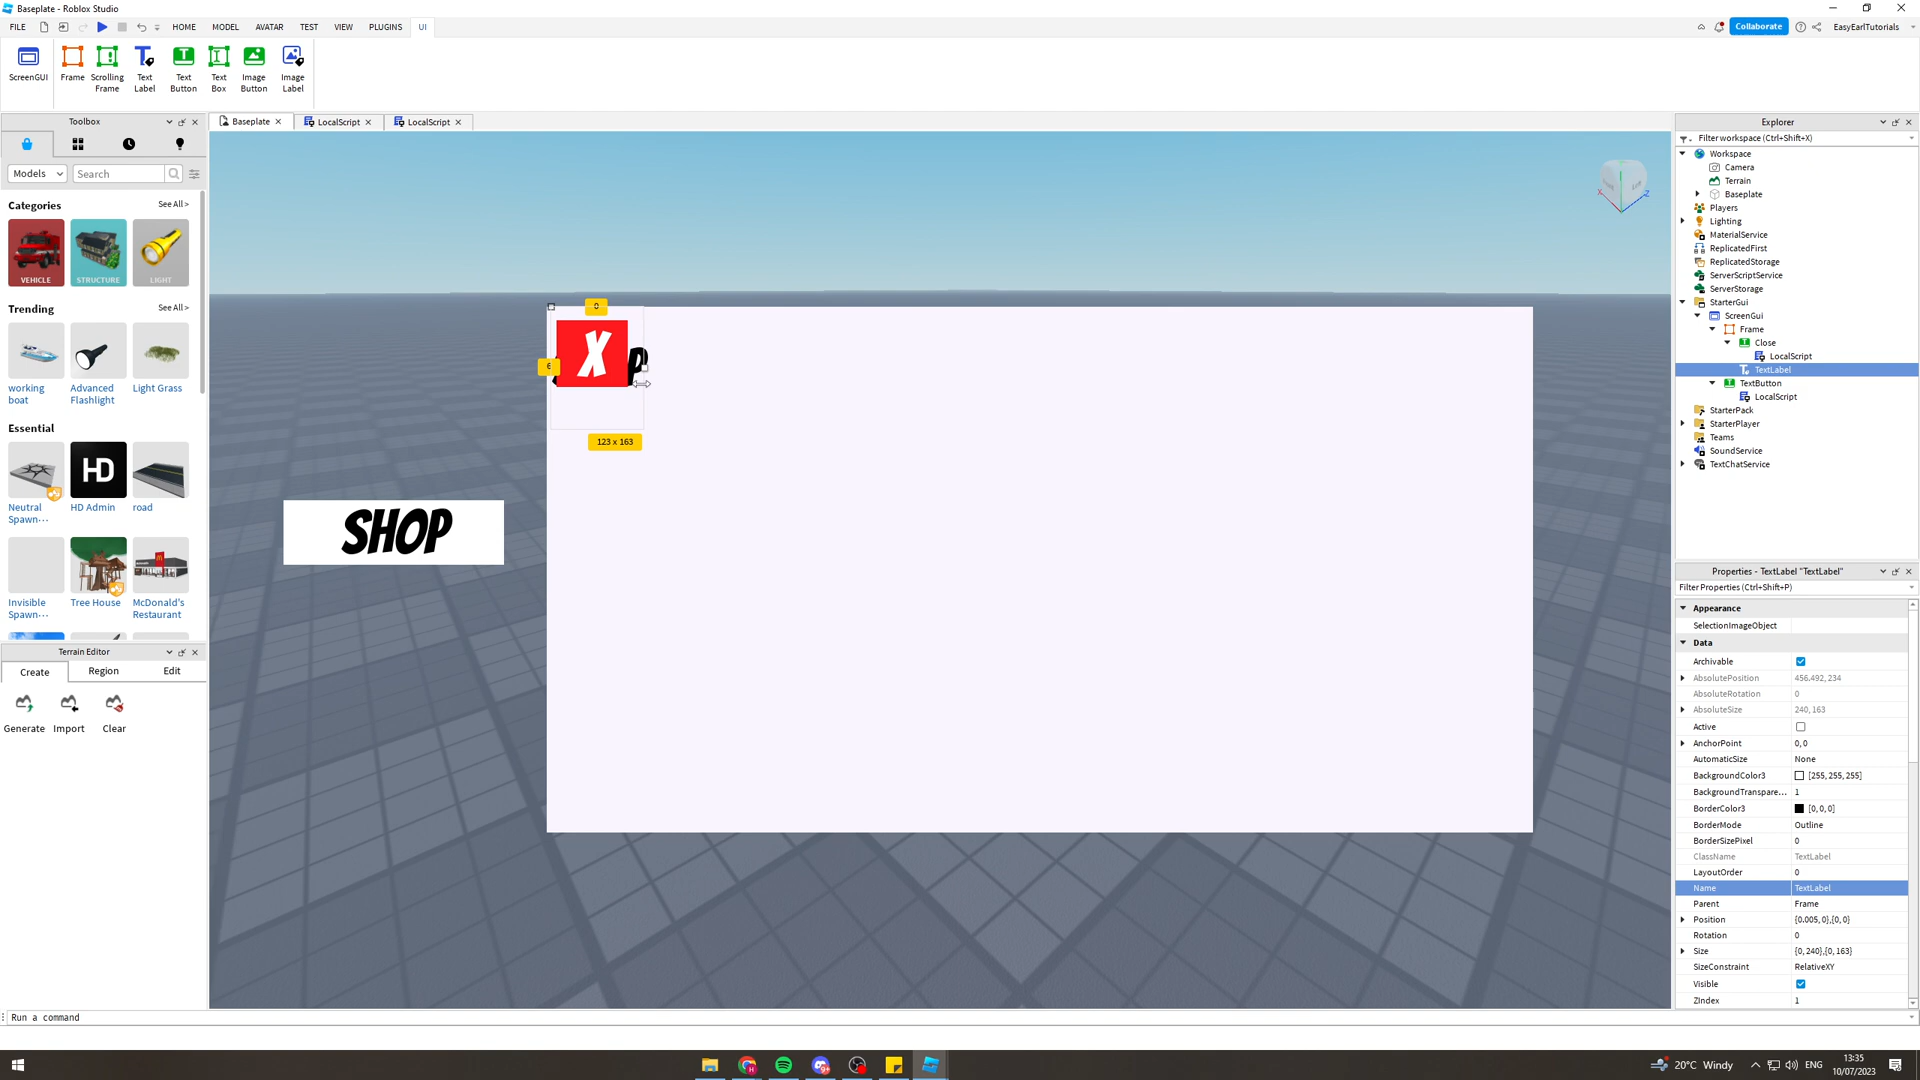 Baseplate - Roblox Studio
FILE HOME MODEL AVATAR TEST VIEW PLUGINS UI
Collaborate
EasyEarlTutorials
ScreenGUI
Frame
Scrolling Frame
Text Label
Text Button
Text Box
Image Button
Image Label
Toolbox
Baseplate
LocalScript
LocalScript
Explorer
Models
Search
Filter workspace (Ctrl+Shift+X)
Categories
See All >
VEHICLE
STRUCTURE
LIGHT
Trending
See All >
working boat
Advanced Flashlight
Light Grass
Essential
HD
Neutral Spawn...
HD Admin
road
Invisible Spawn...
Tree House
McDonald's Restaurant
Terrain Editor
Create
Region
Edit
Generate
Import
Clear
X
P
6
123 x 163
SHOP
Workspace
Camera
Terrain
Baseplate
Players
Lighting
MaterialService
ReplicatedFirst
ReplicatedStorage
ServerScriptService
ServerStorage
StarterGui
ScreenGui
Frame
Close
LocalScript
TextLabel
TextButton
LocalScript
StarterPack
StarterPlayer
Teams
SoundService
TextChatService
Properties - TextLabel "TextLabel"
Filter Properties (Ctrl+Shift+P)
Appearance
SelectionImageObject
Data
Archivable
AbsolutePosition 456.492, 234
AbsoluteRotation 0
AbsoluteSize 240, 163
Active
AnchorPoint 0, 0
AutomaticSize None
BackgroundColor3 [255, 255, 255]
BackgroundTranspare... 1
BorderColor3 [0, 0, 0]
BorderMode Outline
BorderSizePixel 0
ClassName TextLabel
LayoutOrder 0
Name TextLabel
Parent Frame
Position {0.005, 0},{0, 0}
Rotation 0
Size {0, 240},{0, 163}
SizeConstraint RelativeXY
Visible
ZIndex 1
Run a command
20°C Windy
ENG
13:35
10/07/2023